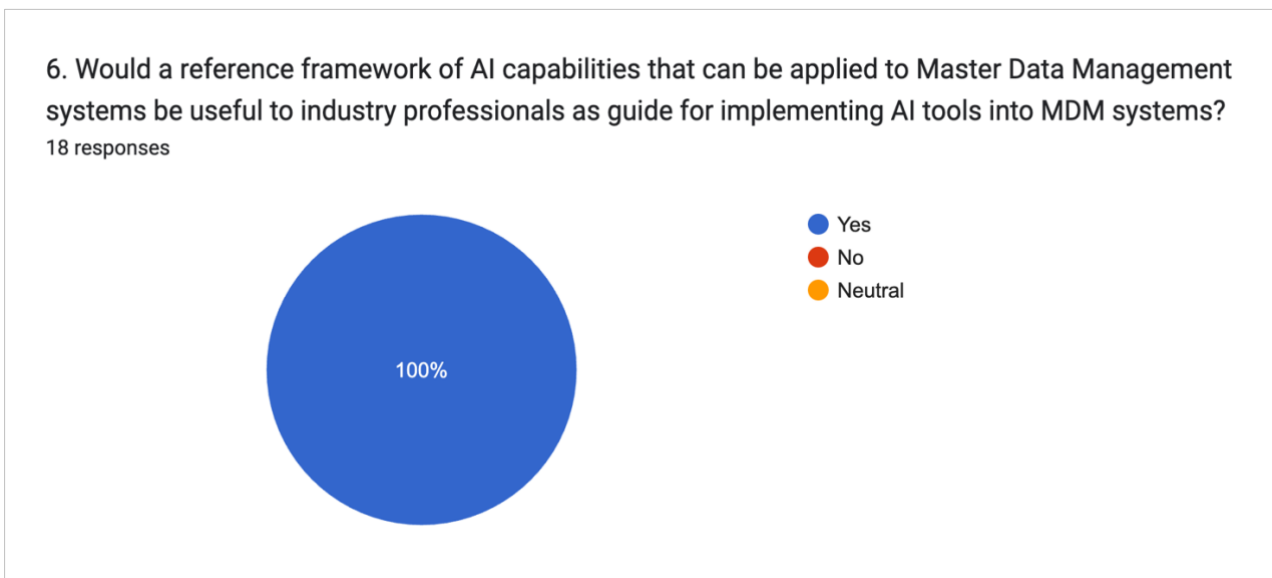 6. Would a reference framework of AI capabilities that can be applied to Master Data Management
systems be useful to industry professionals as guide for implementing AI tools into MDM systems?
18 responses
Yes
No
Neutral
100%